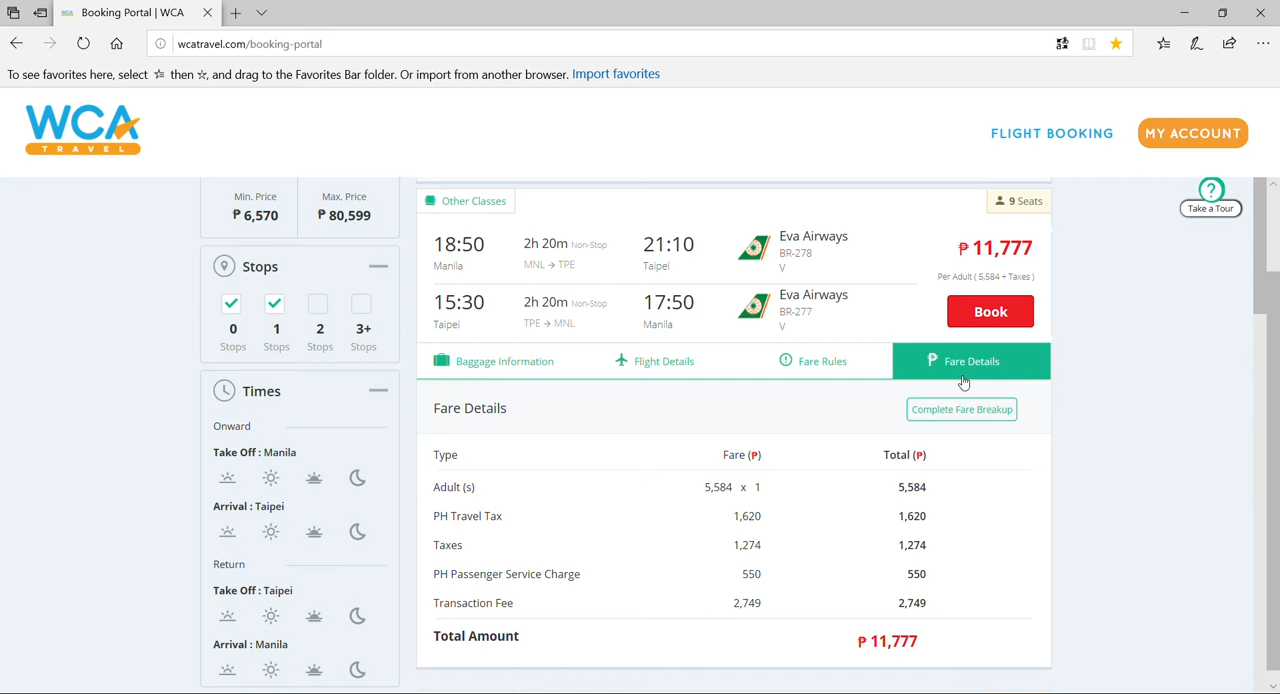 Booking Portal | WCA
wcatravel.com/booking-portal
To see favorites here, select ☆ then ☆, and drag to the Favorites Bar folder. Or import from another browser. Import favorites
WCA
TRAVEL
FLIGHT BOOKING
MY ACCOUNT
Min. Price
₱ 6,570
Max. Price
₱ 80,599
Other Classes
9 Seats
?
Take a Tour
18:50
Manila
2h 20m Non-Stop
MNL → TPE
21:10
Taipei
Eva Airways
BR-278
V
₱ 11,777
Per Adult ( 5,584 + Taxes )
15:30
Taipei
2h 20m Non-Stop
TPE → MNL
17:50
Manila
Eva Airways
BR-277
V
Book
Baggage Information
Flight Details
Fare Rules
₱ Fare Details
Stops
0
Stops
1
Stops
2
Stops
3+
Stops
Times
Onward
Take Off : Manila
Arrival : Taipei
Return
Take Off : Taipei
Arrival : Manila
Fare Details
Complete Fare Breakup
Type Fare (₱) Total (₱)
Adult (s) 5,584 x 1 5,584
PH Travel Tax 1,620 1,620
Taxes 1,274 1,274
PH Passenger Service Charge 550 550
Transaction Fee 2,749 2,749
Total Amount ₱ 11,777